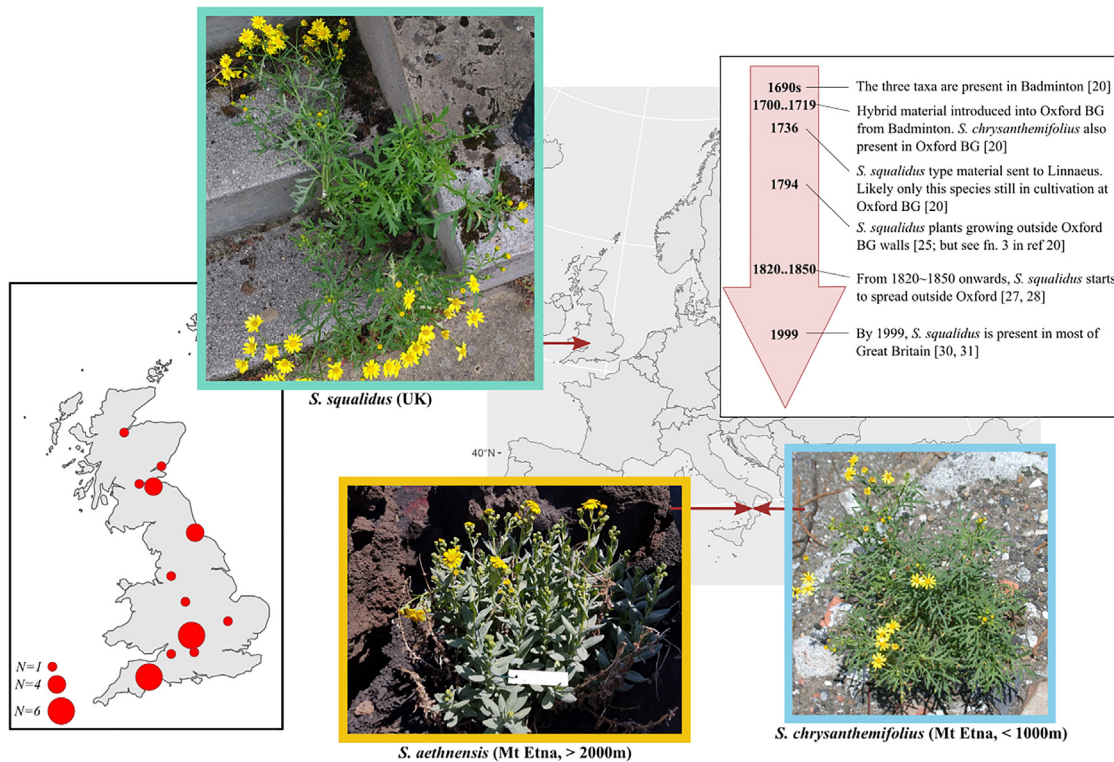 1690s
The three taxa are present in Badminton [20]
1700..1719
Hybrid material introduced into Oxford BG
from Badminton. S. chrysanthemifolius also
present in Oxford BG [20]
1736
S. squalidus type material sent to Linnaeus.
Likely only this species still in cultivation at
Oxford BG [20]
1794
S. squalidus plants growing outside Oxford
BG walls [25; but see fn. 3 in ref 20]
1820..1850
From 1820~1850 onwards, S. squalidus starts
to spread outside Oxford [27, 28]
1999
By 1999, S. squalidus is present in most of
Great Britain [30, 31]
S. squalidus (UK)
40°N
N=1
N=4
N=6
S. aethnensis (Mt Etna, > 2000m)
S. chrysanthemifolius (Mt Etna, < 1000m)